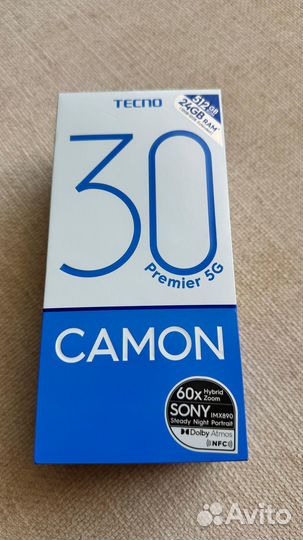 TECNO
512GB
24GB RAM*
30
Premier 5G
CAMON
60x Hybrid Zoom
SONY IMX890
Steady Night Portrait
Dolby Atmos
NFC
Avito